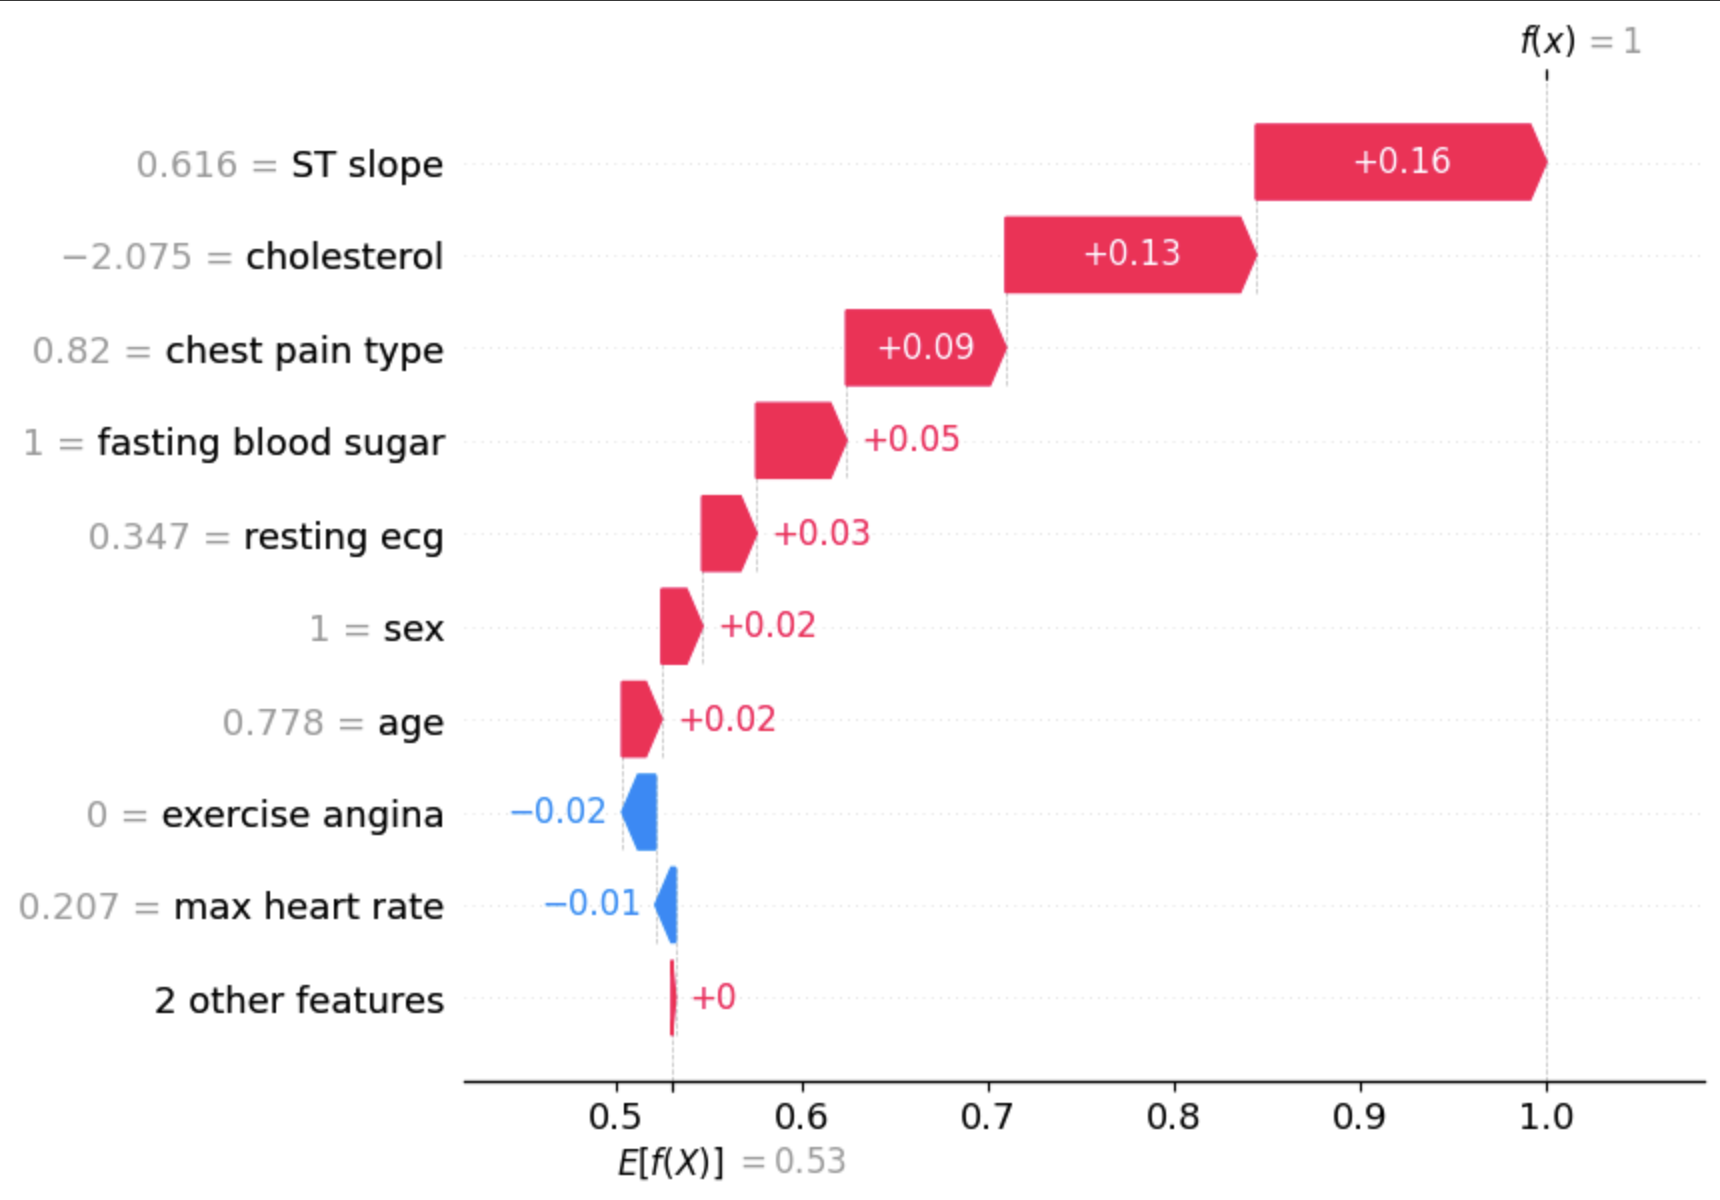 f(x) = 1
0.616 = ST slope +0.16
−2.075 = cholesterol +0.13
0.82 = chest pain type +0.09
1 = fasting blood sugar +0.05
0.347 = resting ecg +0.03
1 = sex +0.02
0.778 = age +0.02
0 = exercise angina −0.02
0.207 = max heart rate −0.01
2 other features +0
0.5 0.6 0.7 0.8 0.9 1.0
E[f(X)] = 0.53